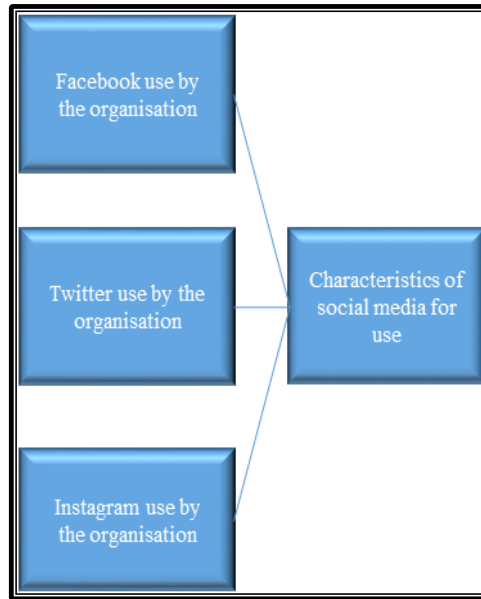 Facebook use by
the organisation
Twitter use by the
organisation
Characteristics of
social media for
use
Instagram use by
the organisation